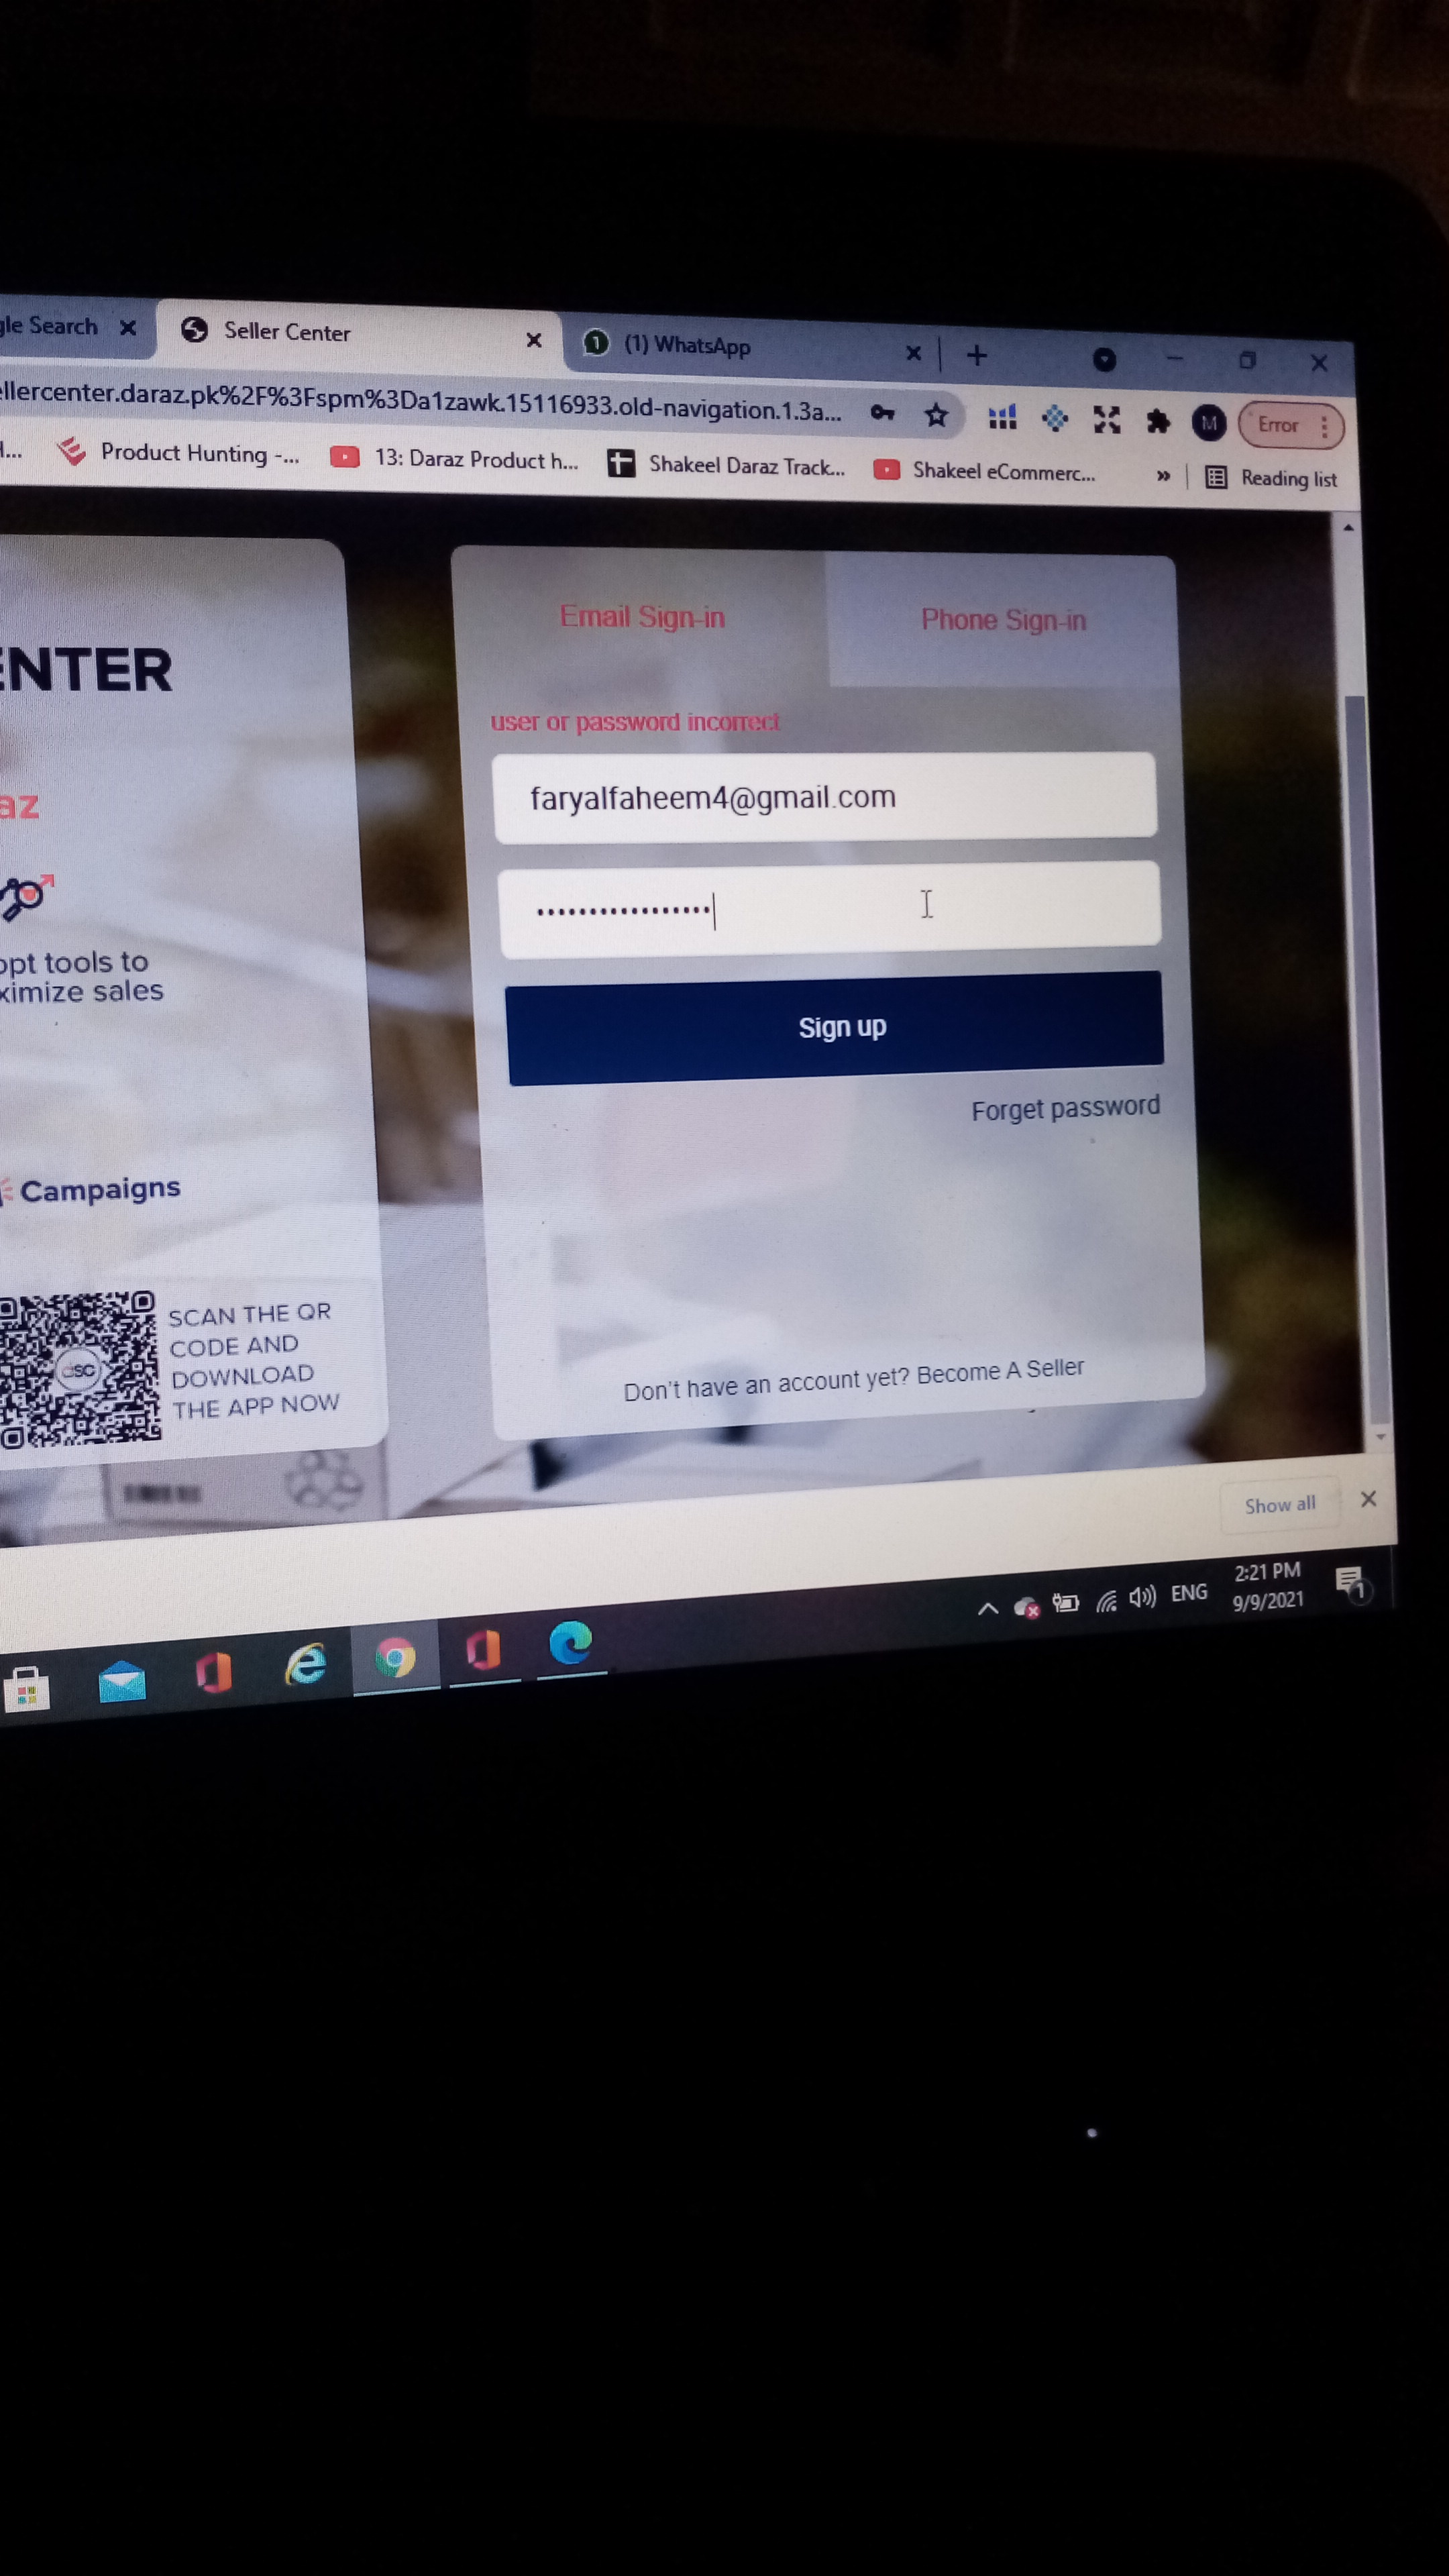 gle Search
Seller Center
(1) WhatsApp
ellercenter.daraz.pk%2F%3Fspm%3Da1zawk.15116933.old-navigation.1.3a...
M
Error
Product Hunting -...
13: Daraz Product h...
Shakeel Daraz Track...
Shakeel eCommerc...
»
Reading list
ENTER
az
opt tools to
ximize sales
Campaigns
dsc
SCAN THE QR
CODE AND
DOWNLOAD
THE APP NOW
Email Sign-in
Phone Sign-in
user or password incorrect
faryalfaheem4@gmail.com
Sign up
Forget password
Don't have an account yet? Become A Seller
Show all
ENG
2:21 PM
9/9/2021
1